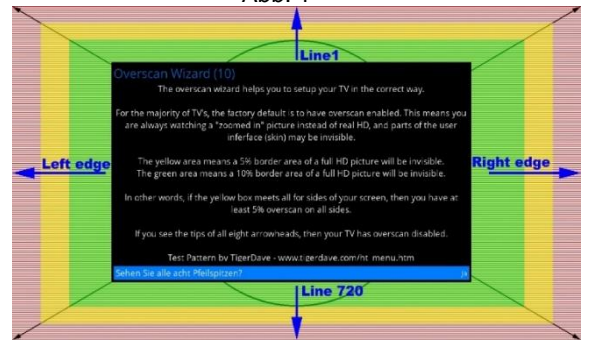 Line1
Overscan Wizard (10)
The overscan wizard helps you to setup your TV in the correct way.
For the majority of TV's, the factory default is to have overscan enabled. This means you
are always watching a "zoomed in" picture instead of real HD, and parts of the user
inferface (skin) may be invisible.
Left edge
Right edge
The yellow area means a 5% border area of a full HD picture will be invisible.
The green area means a 10% border area of a full HD picture will be invisible.
In other words, if the yellow box meets all for sides of your screen, then you have at
least 5% overscan on all sides.
If you see the tips of all eight arrowheads, then your TV has overscan disabled.
Test Pattern by TigerDave - www.tigerdave.com/ht_menu.htm
Sehen Sie alle acht Pfeilspitzen?
Line 720